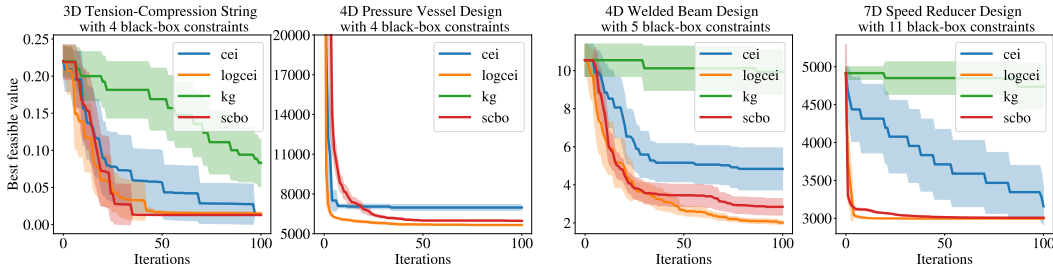 3D Tension-Compression String
with 4 black-box constraints
Best feasible value
0.25
0.20
0.15
0.10
0.05
0.00
cei
logcei
kg
scbo
0
50
100
Iterations
4D Pressure Vessel Design
with 4 black-box constraints
20000
17000
14000
11000
8000
5000
cei
logcei
kg
scbo
0
50
100
Iterations
4D Welded Beam Design
with 5 black-box constraints
10
8
6
4
2
cei
logcei
kg
scbo
0
50
100
Iterations
7D Speed Reducer Design
with 11 black-box constraints
5000
4500
4000
3500
3000
cei
logcei
kg
scbo
0
50
100
Iterations